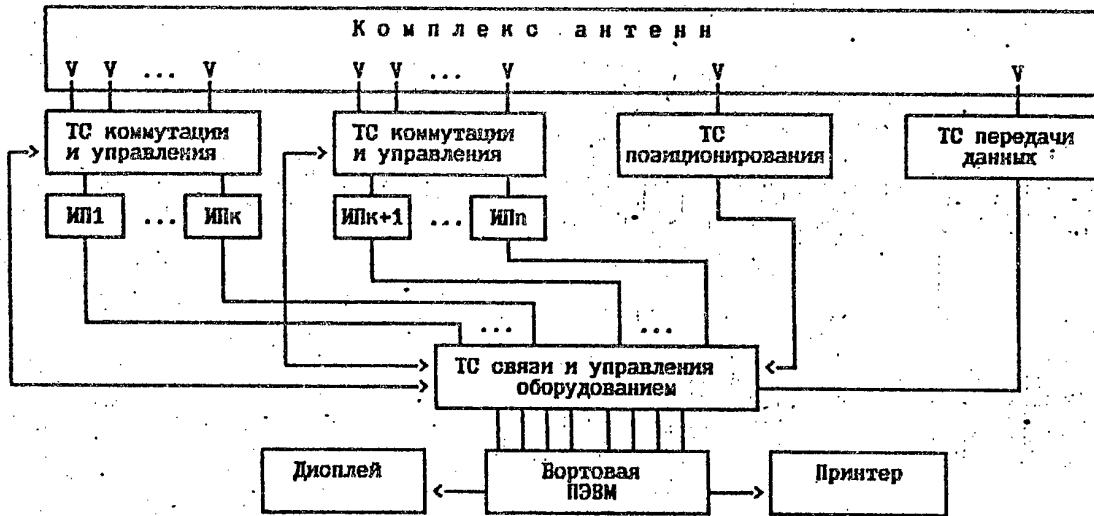 Комплекс антенн
V V ... V V V ... V V V
ТС коммутации и управления
ТС коммутации и управления
ТС позиционирования
ТС передачи данных
ИП1 ... ИПк ИПк+1 ... ИПn
... ...
ТС связи и управления оборудованием
Дисплей
Бортовая ПЭВМ
Принтер